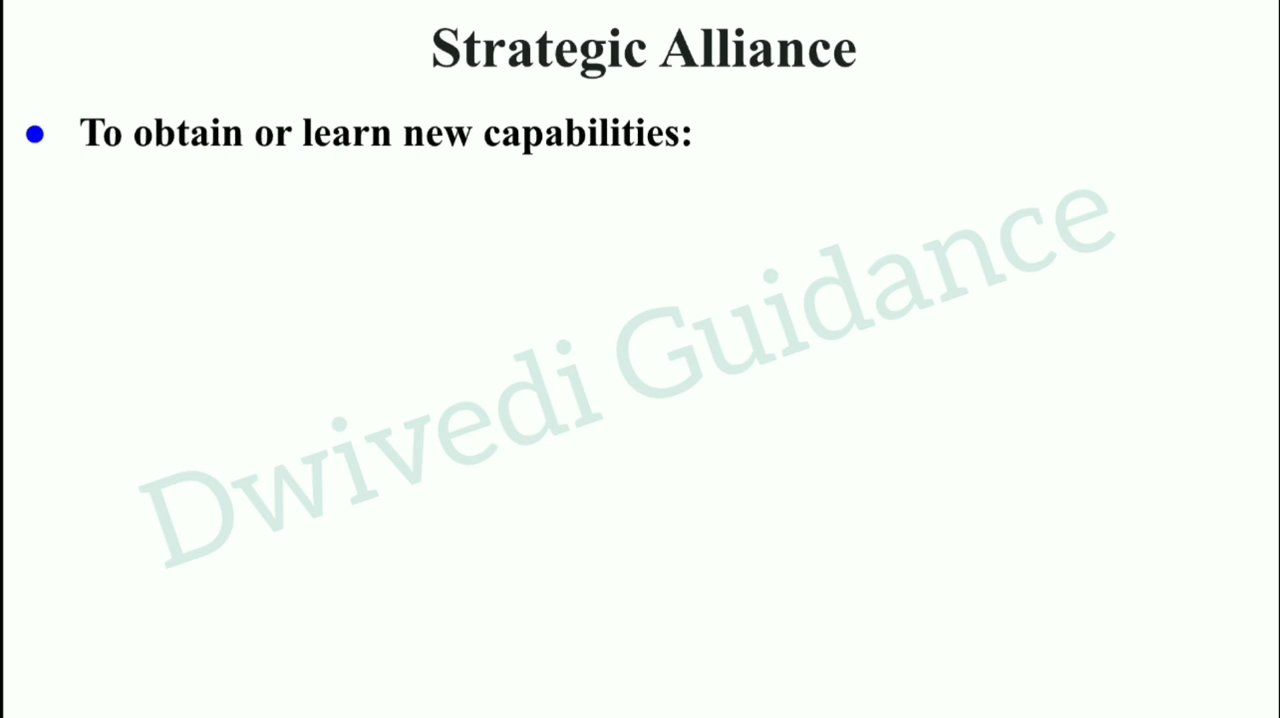 Strategic Alliance
● To obtain or learn new capabilities:
Dwivedi Guidance